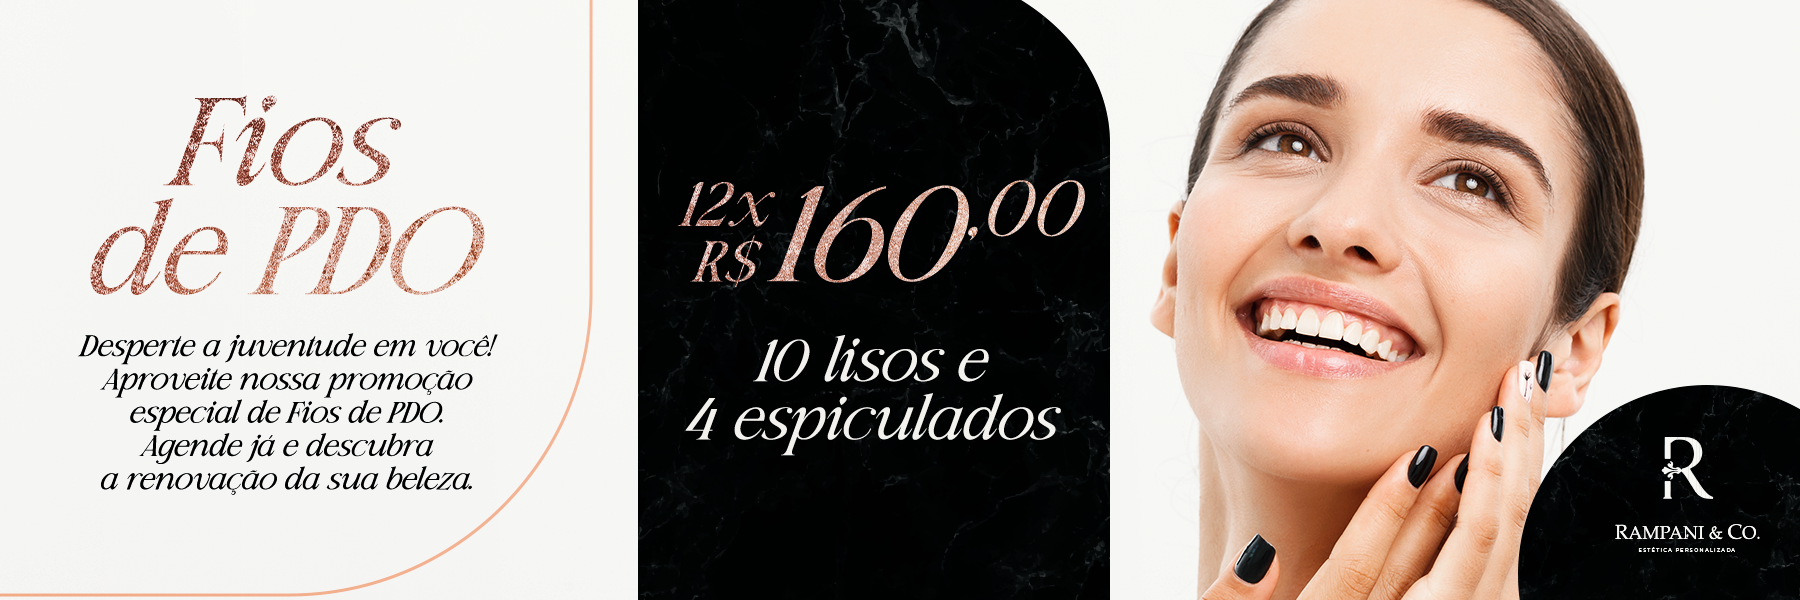 Fios
de PDO
Desperte a juventude em você!
Aproveite nossa promoção
especial de Fios de PDO.
Agende já e descubra
a renovação da sua beleza.
12x
R$ 160,00
10 lisos e
4 espiculados
R
RAMPANI & CO.
ESTÉTICA PERSONALIZADA